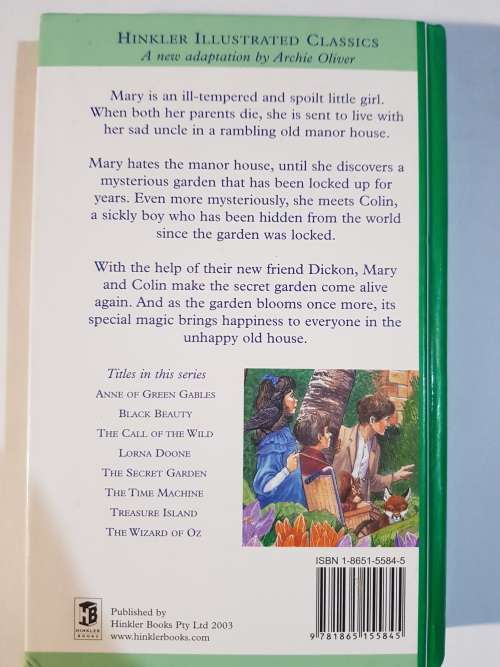 HINKLER ILLUSTRATED CLASSICS
A new adaptation by Archie Oliver
Mary is an ill-tempered and spoilt little girl.
When both her parents die, she is sent to live with
her sad uncle in a rambling old manor house.
Mary hates the manor house, until she discovers a
mysterious garden that has been locked up for
years. Even more mysteriously, she meets Colin,
a sickly boy who has been hidden from the world
since the garden was locked.
With the help of their new friend Dickon, Mary
and Colin make the secret garden come alive
again. And as the garden blooms once more, its
special magic brings happiness to everyone in the
unhappy old house.
Titles in this series
ANNE OF GREEN GABLES
BLACK BEAUTY
THE CALL OF THE WILD
LORNA DOONE
THE SECRET GARDEN
THE TIME MACHINE
TREASURE ISLAND
THE WIZARD OF OZ
ISBN 1-8651-5584-5
9 781865 155845
HB
HINKLER
BOOKS
Published by
Hinkler Books Pty Ltd 2003
www.hinklerbooks.com